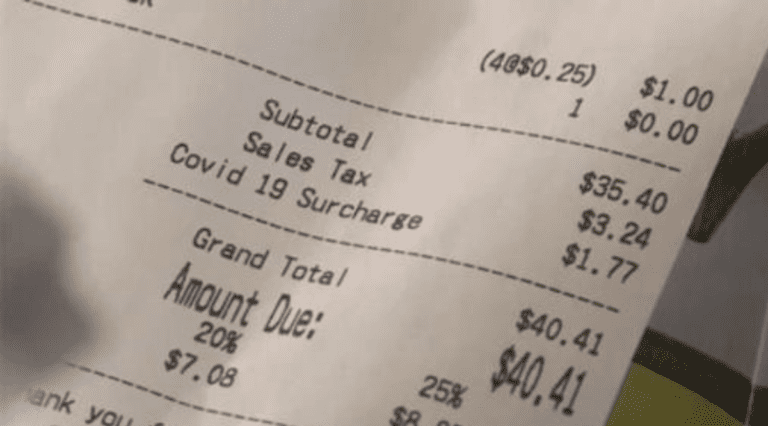 (4@$0.25) $1.00
1 $0.00
Subtotal $35.40
Sales Tax $3.24
Covid 19 Surcharge $1.77
Grand Total $40.41
Amount Due: $40.41
20% 25%
$7.08
you